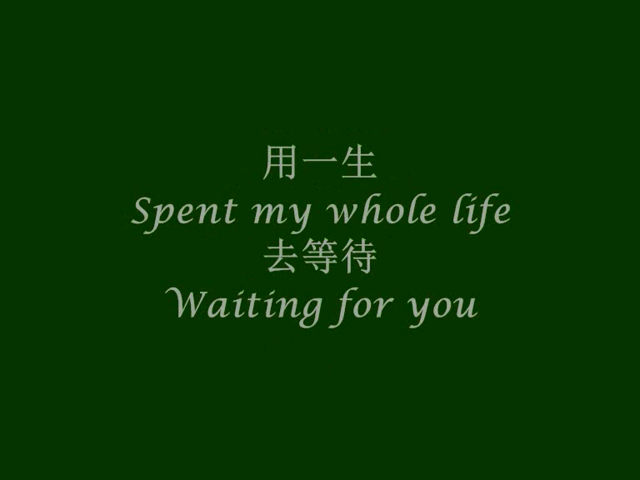 用一生
Spent my whole life
去等待
Waiting for you